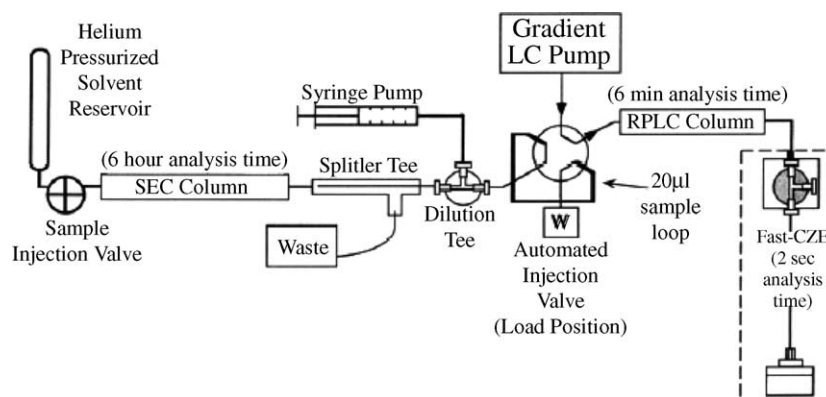 Helium
Pressurized
Solvent
Reservoir
Sample
Injection Valve
(6 hour analysis time)
SEC Column
Syringe Pump
Splitler Tee
Waste
Dilution
Tee
Gradient
LC Pump
W
Automated
Injection
Valve
(Load Position)
20µl
sample
loop
(6 min analysis time)
RPLC Column
Fast-CZE
(2 sec
analysis
time)